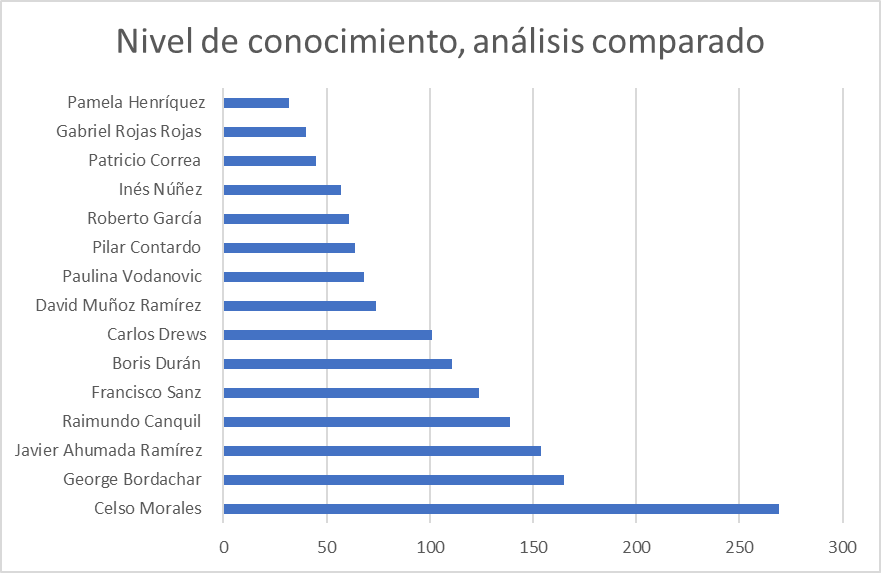 Nivel de conocimiento, análisis comparado
Pamela Henríquez
Gabriel Rojas Rojas
Patricio Correa
Inés Núñez
Roberto García
Pilar Contardo
Paulina Vodanovic
David Muñoz Ramírez
Carlos Drews
Boris Durán
Francisco Sanz
Raimundo Canquil
Javier Ahumada Ramírez
George Bordachar
Celso Morales
0 50 100 150 200 250 300